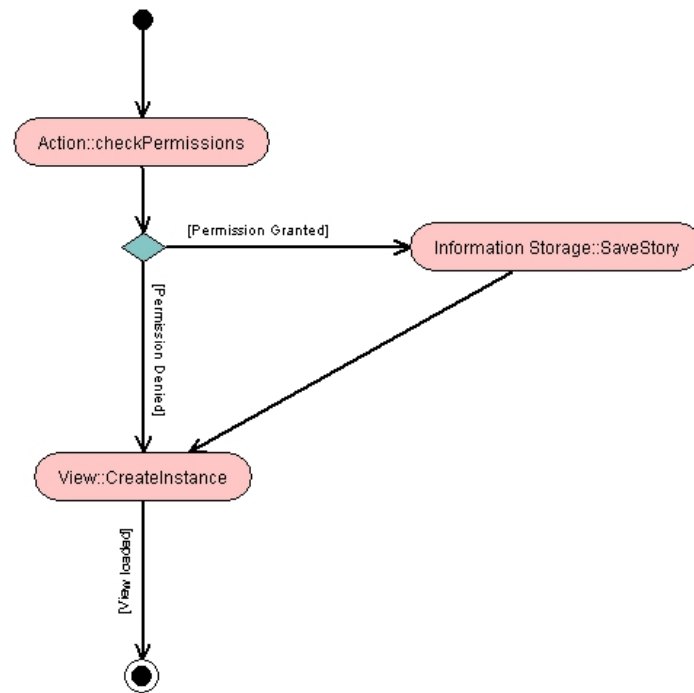 Action::checkPermissions
[Permission Granted]
Information Storage::SaveStory
[Permission Denied]
View::CreateInstance
[View loaded]